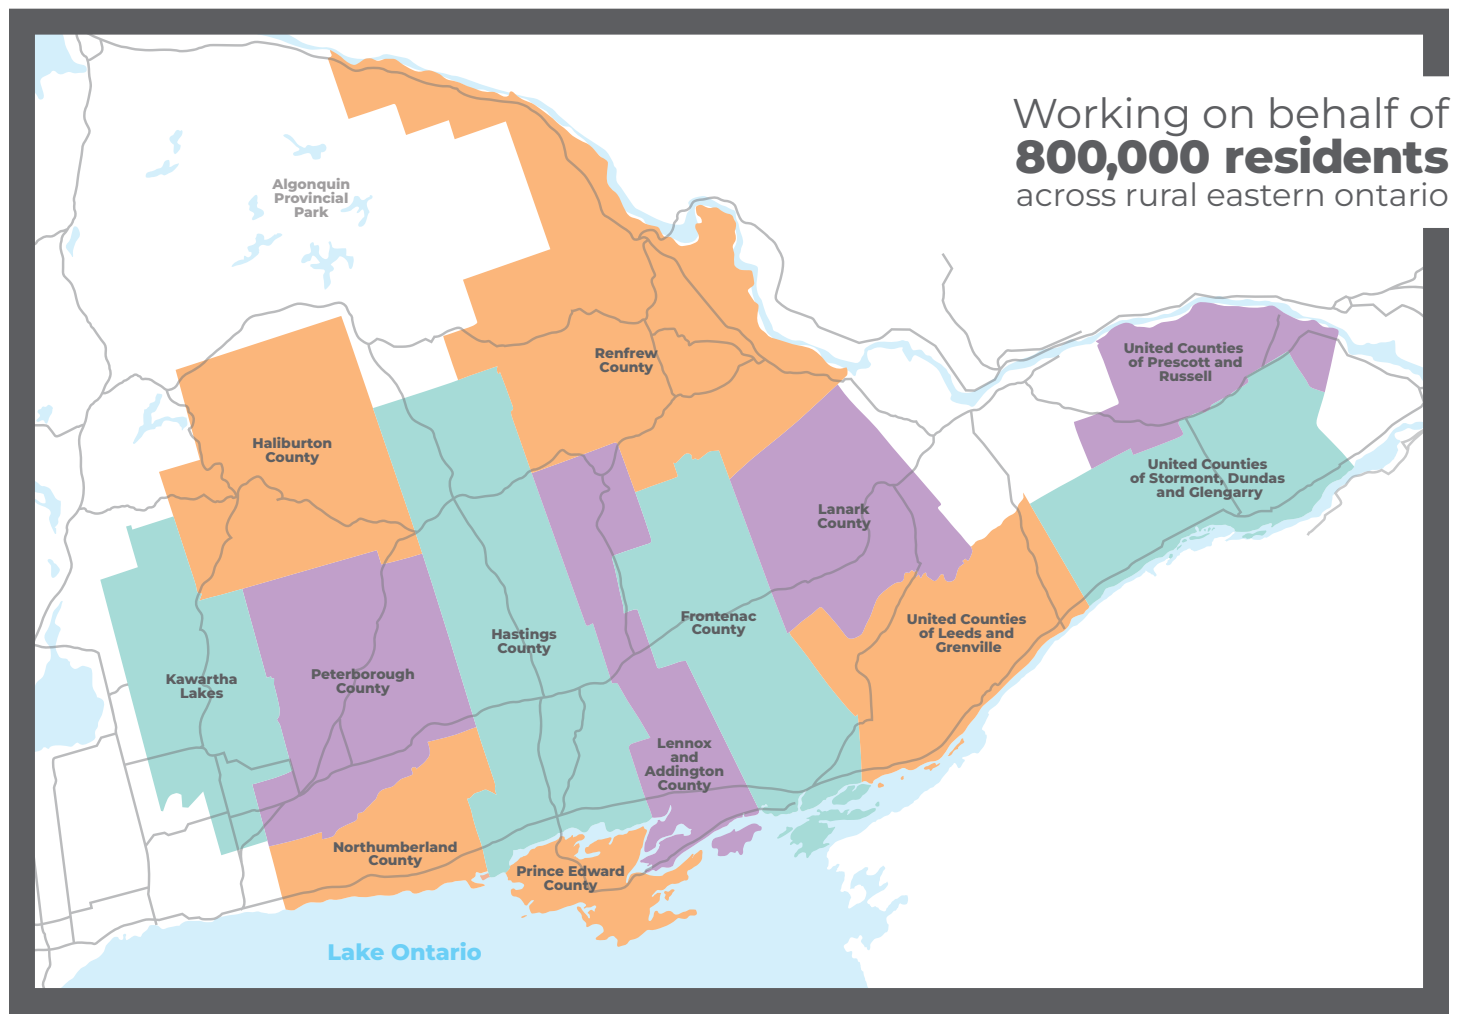 Working on behalf of
800,000 residents
across rural eastern ontario
Algonquin
Provincial
Park
Renfrew
County
United Counties
of Prescott and
Russell
Haliburton
County
United Counties
of Stormont, Dundas
and Glengarry
Lanark
County
Frontenac
County
United Counties
of Leeds and
Grenville
Hastings
County
Kawartha
Lakes
Peterborough
County
Lennox
and
Addington
County
Northumberland
County
Prince Edward
County
Lake Ontario